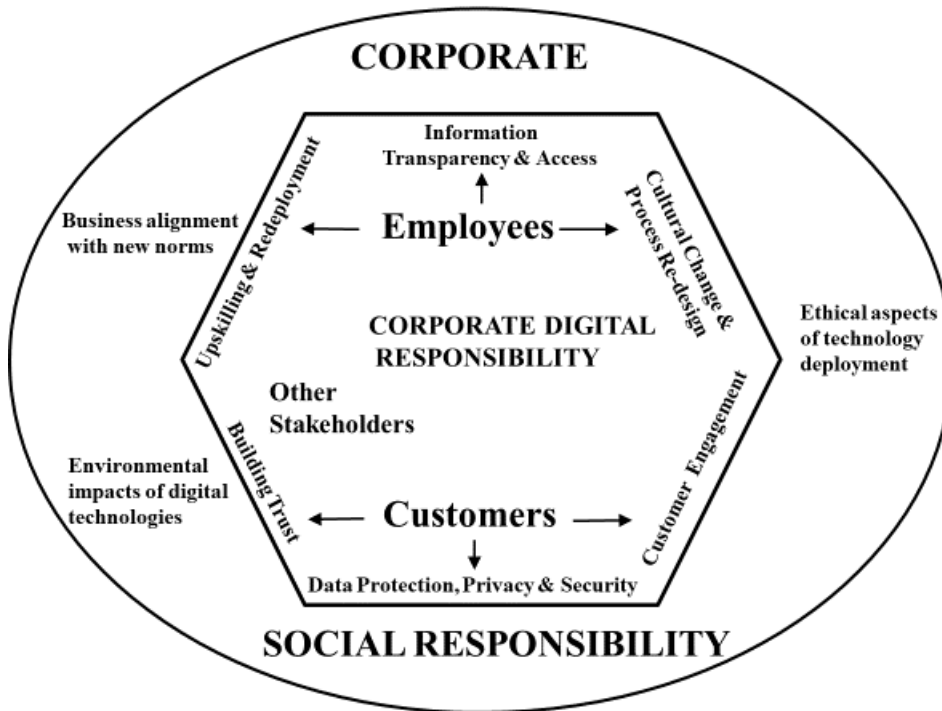 CORPORATE
Information
Transparency & Access
Upskilling & Redeployment
Cultural Change &
Process Re-design
Business alignment
with new norms
Employees
CORPORATE DIGITAL
RESPONSIBILITY
Ethical aspects
of technology
deployment
Other
Stakeholders
Building Trust
Customer Engagement
Environmental
impacts of digital
technologies
Customers
Data Protection, Privacy & Security
SOCIAL RESPONSIBILITY